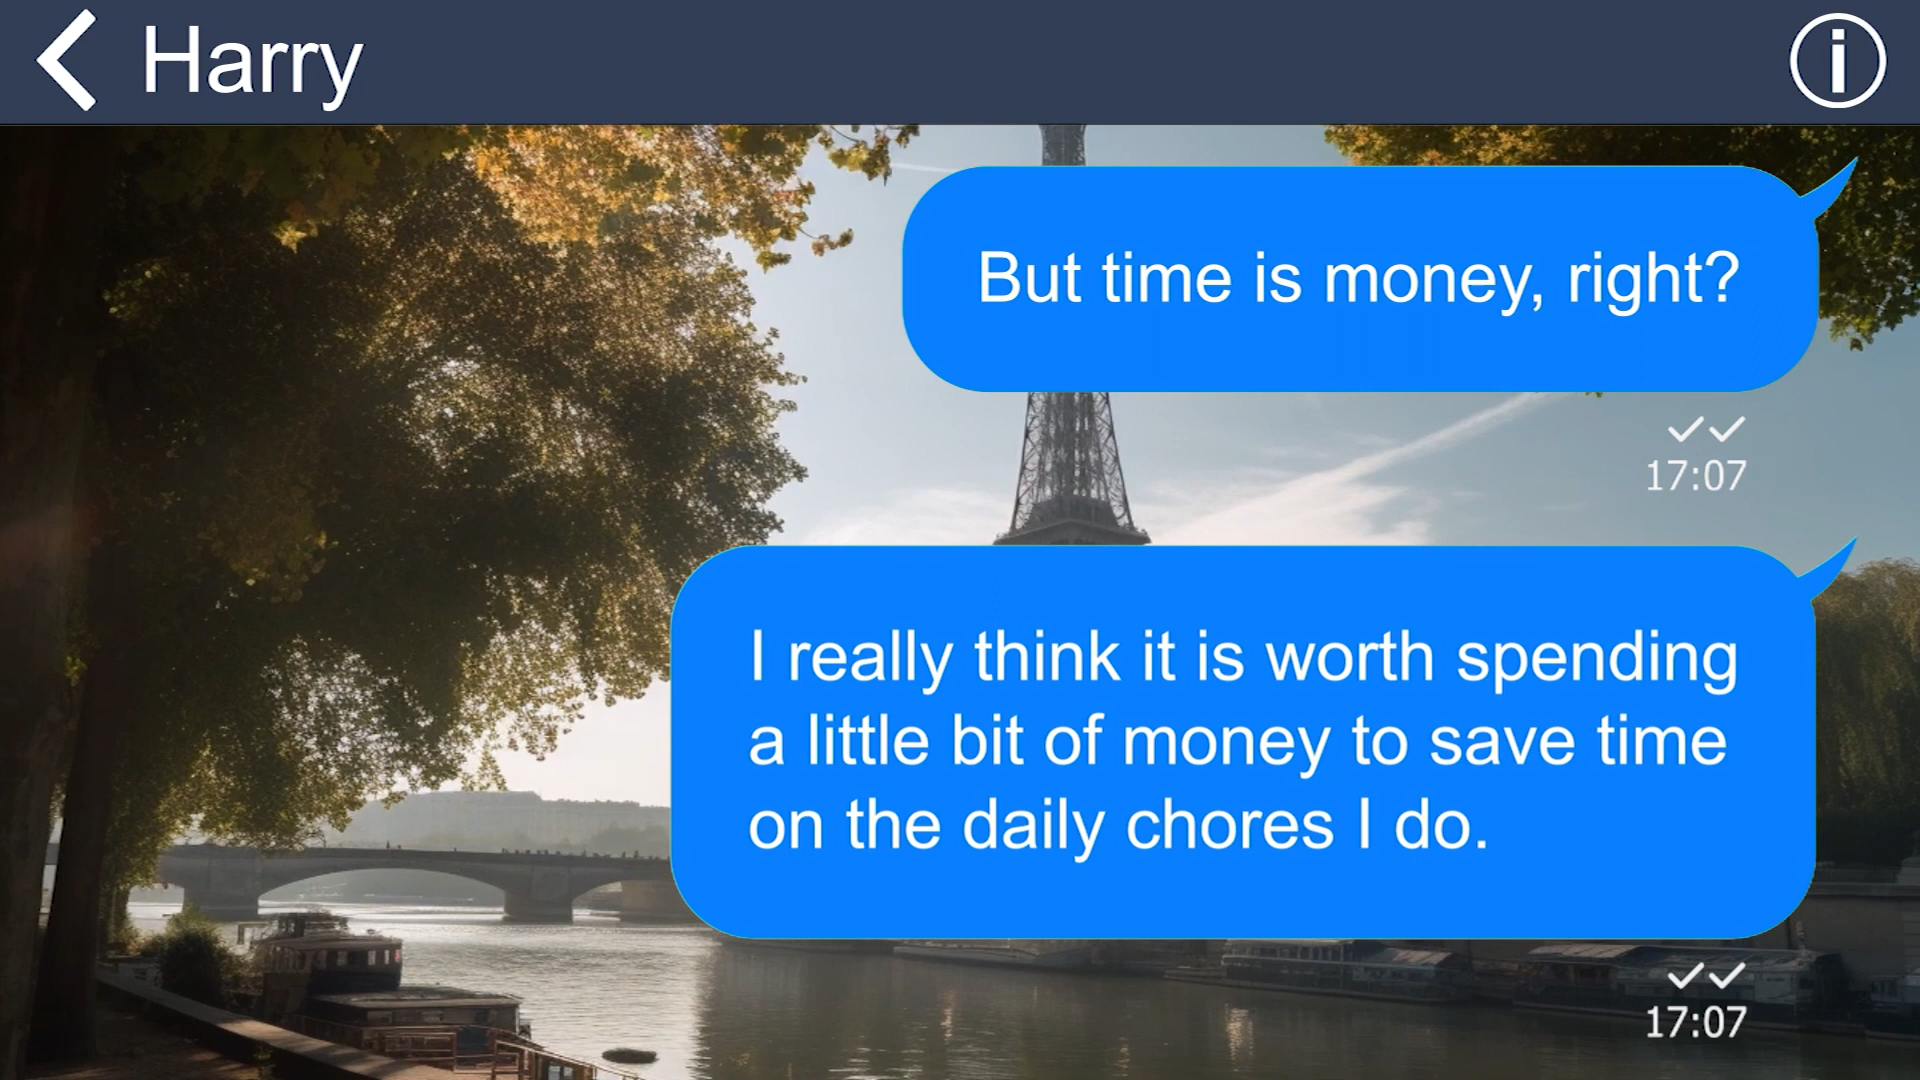 Harry
But time is money, right?
17:07
I really think it is worth spending
a little bit of money to save time
on the daily chores I do.
17:07